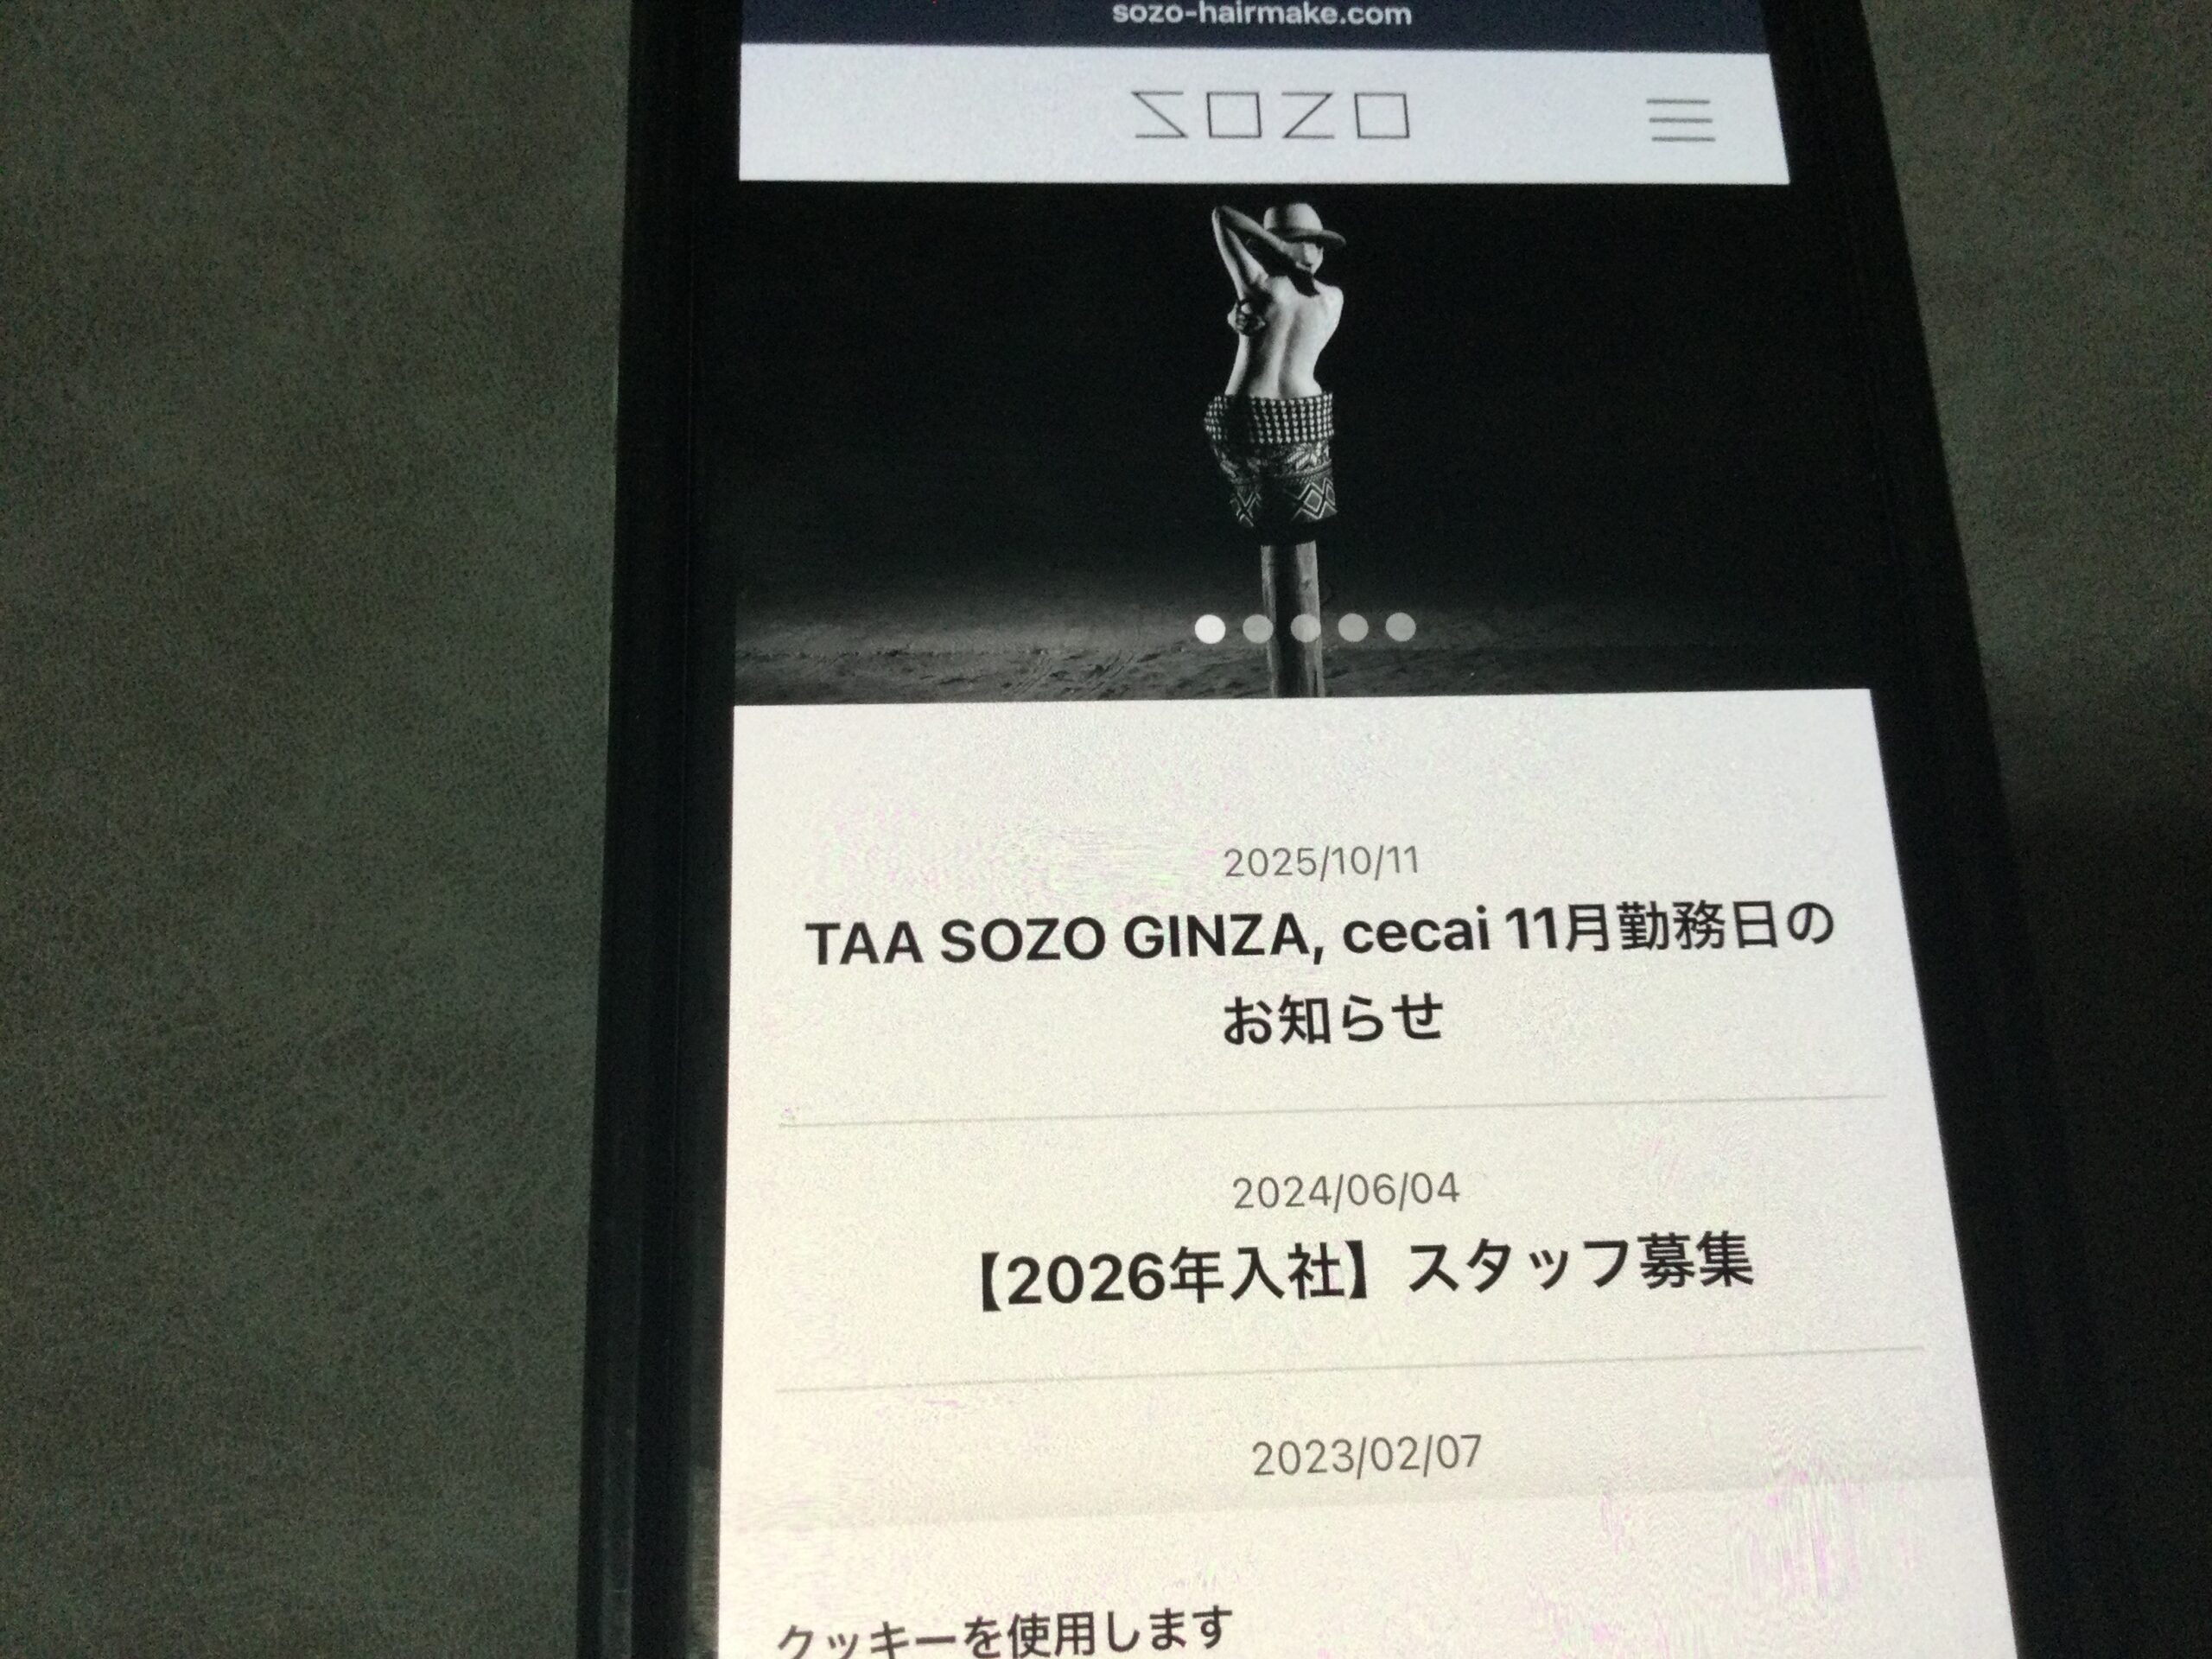 sozo-hairmake.com
SOZO
2025/10/11
TAA SOZO GINZA, cecai 11月勤務日の
お知らせ
2024/06/04
【2026年入社】スタッフ募集
2023/02/07
クッキーを使用します